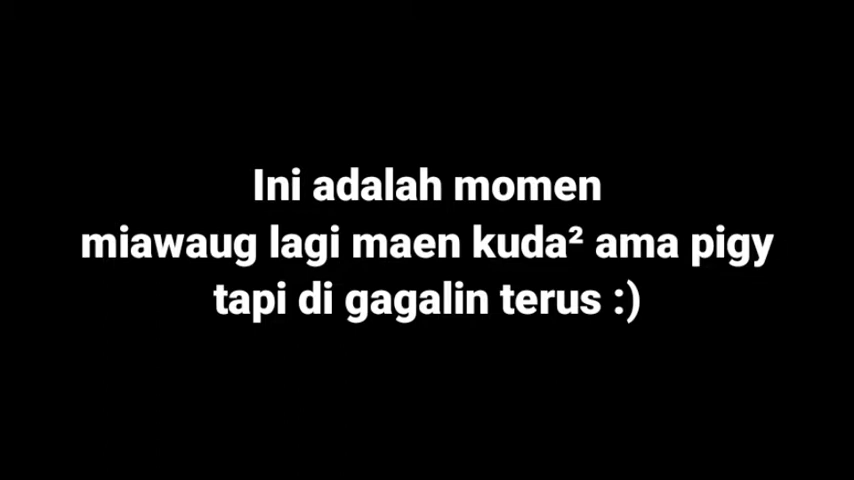 Ini adalah momen
miawaug lagi maen kuda² ama pigy
tapi di gagalin terus :)